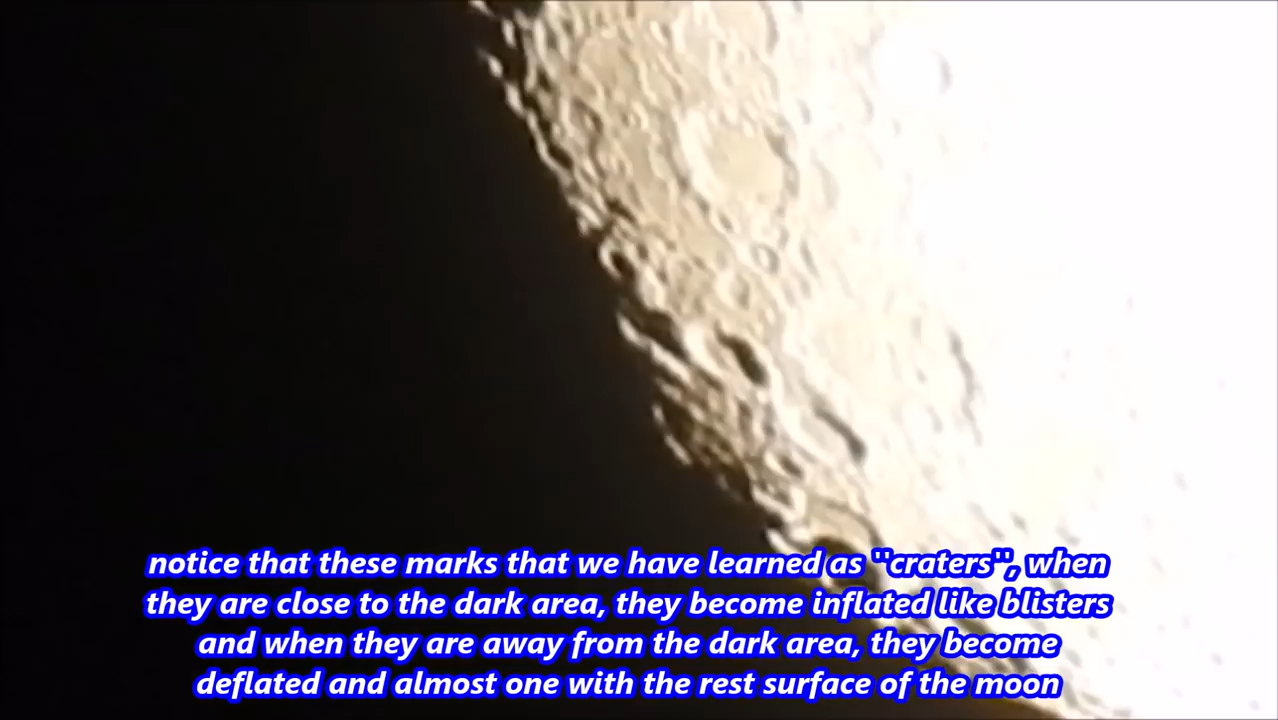 notice that these marks that we have learned as ''craters'', when
they are close to the dark area, they become inflated like blisters
and when they are away from the dark area, they become
deflated and almost one with the rest surface of the moon